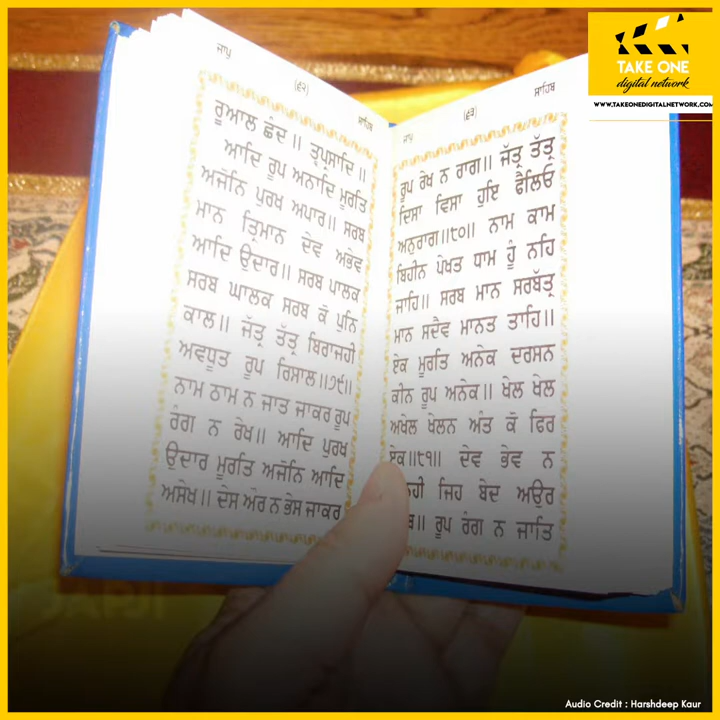 TAKE ONE
digital network
WWW.TAKEONEDIGITALNETWORK.COM
ਜਾਪੁ (੬੨) ਸਾਹਿਬ
ਰੂਆਲ ਛੰਦ॥ ਤ੍ਵਪ੍ਰਸਾਦਿ॥
ਆਦਿ ਰੂਪ ਅਨਾਦਿ ਮੂਰਤਿ
ਅਜੋਨਿ ਪੁਰਖ ਅਪਾਰ॥ ਸਰਬ
ਮਾਨ ਤ੍ਰਿਮਾਨ ਦੇਵ ਅਭੇਵ
ਆਦਿ ਉਦਾਰ॥ ਸਰਬ ਪਾਲਕ
ਸਰਬ ਘਾਲਕ ਸਰਬ ਕੋ ਪੁਨਿ
ਕਾਲ॥ ਜੱਤ੍ਰ ਤੱਤ੍ਰ ਬਿਰਾਜਹੀ
ਅਵਧੂਤ ਰੂਪ ਰਿਸਾਲ॥੭੯॥
ਨਾਮ ਠਾਮ ਨ ਜਾਤ ਜਾਕਰ ਰੂਪ
ਰੰਗ ਨ ਰੇਖ॥ ਆਦਿ ਪੁਰਖ
ਉਦਾਰ ਮੂਰਤਿ ਅਜੋਨਿ ਆਦਿ
ਅਸੇਖ॥ ਦੇਸ ਅੌਰ ਨ ਭੇਸ ਜਾਕਰ
ਜਾਪੁ (੬੩) ਸਾਹਿਬ
ਰੂਪ ਰੇਖ ਨ ਰਾਗ॥ ਜੱਤ੍ਰ ਤੱਤ੍ਰ
ਦਿਸਾ ਵਿਸਾ ਹੁਇ ਫੈਲਿਓ
ਅਨੁਰਾਗ॥੮੦॥ ਨਾਮ ਕਾਮ
ਬਿਹੀਨ ਪੇਖਤ ਧਾਮ ਹੂੰ ਨਹਿ
ਜਾਹਿ॥ ਸਰਬ ਮਾਨ ਸਰਬੱਤ੍ਰ
ਮਾਨ ਸਦੈਵ ਮਾਨਤ ਤਾਹਿ॥
ਏਕ ਮੂਰਤਿ ਅਨੇਕ ਦਰਸਨ
ਕੀਨ ਰੂਪ ਅਨੇਕ॥ ਖੇਲ ਖੇਲ
ਅਖੇਲ ਖੇਲਨ ਅੰਤ ਕੋ ਫਿਰ
ਏਕ॥੮੧॥ ਦੇਵ ਭੇਵ ਨ
ਜਿਹ ਬੇਦ ਅਉਰ
ਰੂਪ ਰੰਗ ਨ ਜਾਤਿ
Audio Credit : Harshdeep Kaur